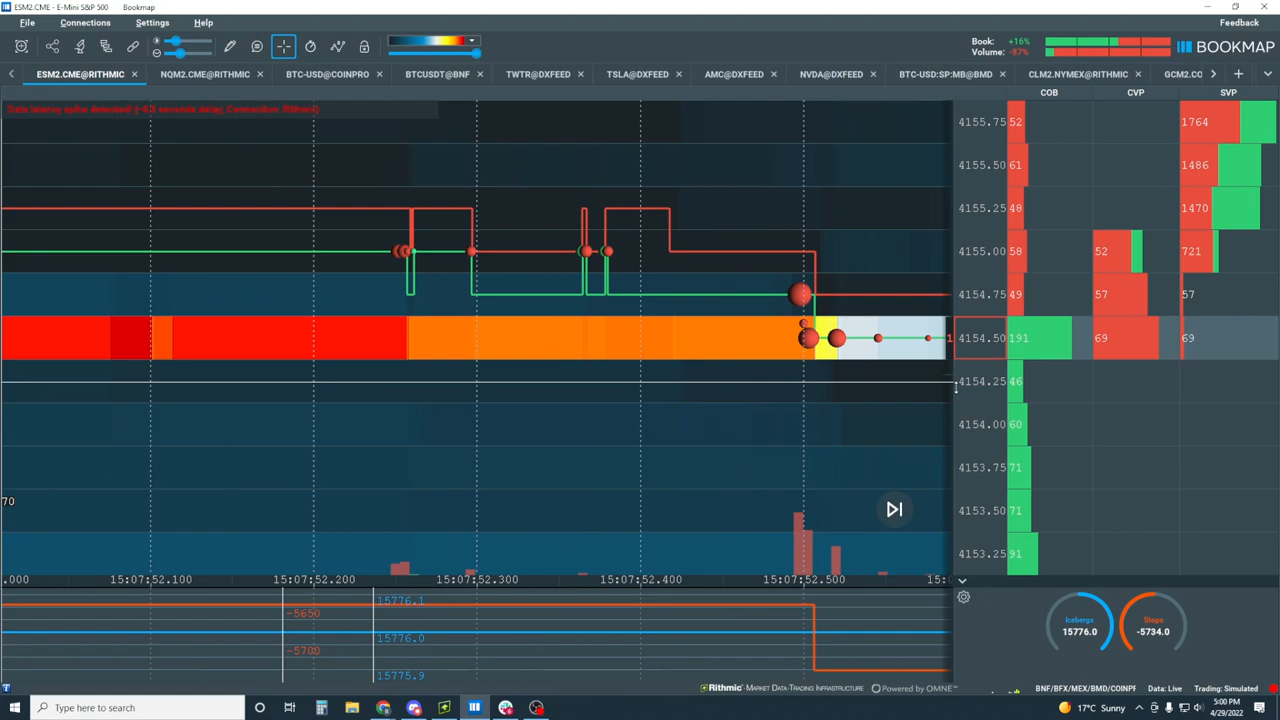 ESM2.CME - E-Mini S&P 500    Bookmap
File    Connections    Settings    Help    Feedback
Book: +16%
Volume: -87%
BOOKMAP
ESM2.CME@RITHMIC    NQM2.CME@RITHMIC    BTC-USD@COINPRO    BTCUSDT@BNF    TWTR@DXFEED    TSLA@DXFEED    AMC@DXFEED    NVDA@DXFEED    BTC-USD:SP:MB@BMD    CLM2.NYMEX@RITHMIC    GCM2.CO
COB    CVP    SVP
4155.75 52 1764
4155.50 61 1486
4155.25 48 1470
4155.00 58 52 721
4154.75 49 57 57
4154.50 191 69 69
4154.25 46
4154.00 60
4153.75 71
70
4153.50 71
4153.25 91
.000    15:07:52.100    15:07:52.200    15:07:52.300    15:07:52.400    15:07:52.500    15:0
15776.1
-5650
15776.0
-5700
15775.9
Icebergs
15776.0
Stops
-5734.0
Rithmic - MARKET DATA-TRADING INFRASTRUCTURE    Powered by OMNE™    BNF/BFX/MEX/BMD/COINPF    Data: Live    Trading: Simulated
Type here to search
17°C Sunny
5:00 PM
4/29/2022